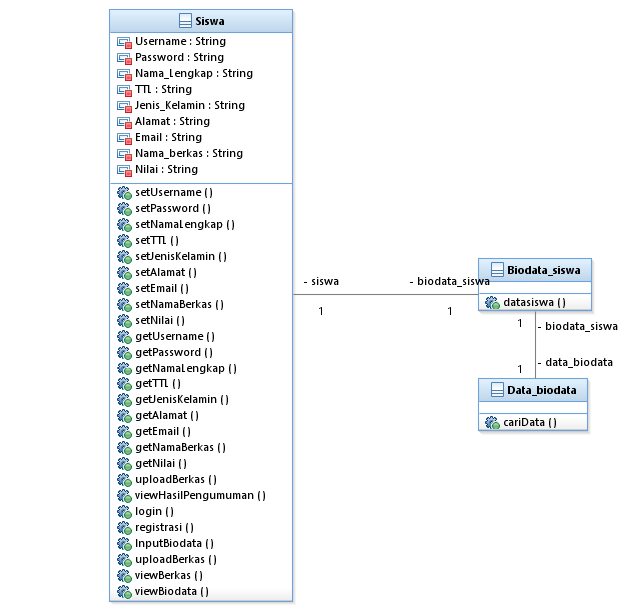 Siswa
Username : String
Password : String
Nama_Lengkap : String
TTL : String
Jenis_Kelamin : String
Alamat : String
Email : String
Nama_berkas : String
Nilai : String
setUsername ( )
setPassword ( )
setNamaLengkap ( )
setTTL ( )
setJenisKelamin ( )
setAlamat ( )
setEmail ( )
setNamaBerkas ( )
setNilai ( )
getUsername ( )
getPassword ( )
getNamaLengkap ( )
getTTL ( )
getJenisKelamin ( )
getAlamat ( )
getEmail ( )
getNamaBerkas ( )
getNilai ( )
uploadBerkas ( )
viewHasilPengumuman ( )
login ( )
registrasi ( )
InputBiodata ( )
uploadBerkas ( )
viewBerkas ( )
viewBiodata ( )
- siswa
- biodata_siswa
1
1
Biodata_siswa
datasiswa ( )
1
- biodata_siswa
- data_biodata
1
Data_biodata
cariData ( )